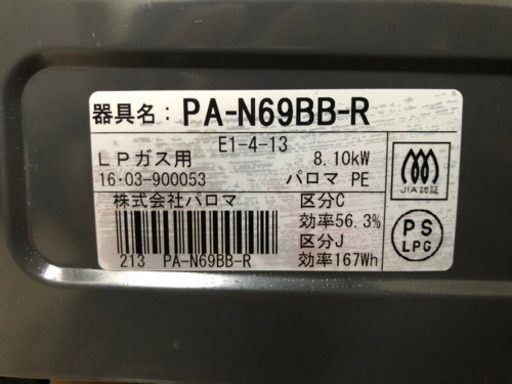 器具名: PA-N69BB-R
E1-4-13
LPガス用 8.10kW
16·03-900053 パロマ PE
株式会社パロマ 区分C
効率56.3%
区分J
効率167Wh
213 PA-N69BB-R
JIA認証
PS
LPG